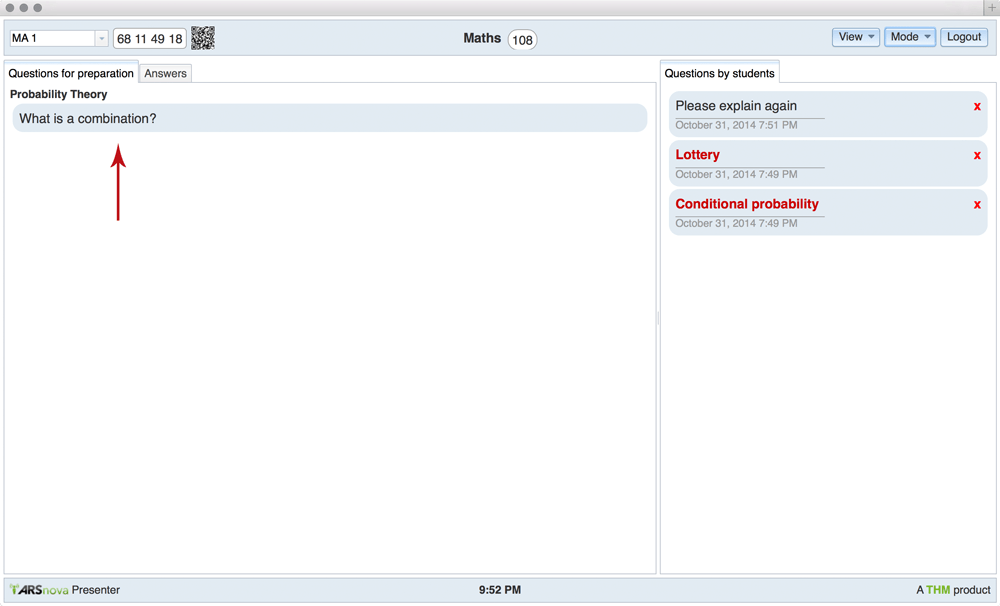 MA 1
68 11 49 18
Maths 108
View
Mode
Logout
Questions for preparation
Answers
Probability Theory
What is a combination?
Questions by students
Please explain again
x
October 31, 2014 7:51 PM
Lottery
x
October 31, 2014 7:49 PM
Conditional probability
x
October 31, 2014 7:49 PM
ARSnova Presenter
9:52 PM
A THM product